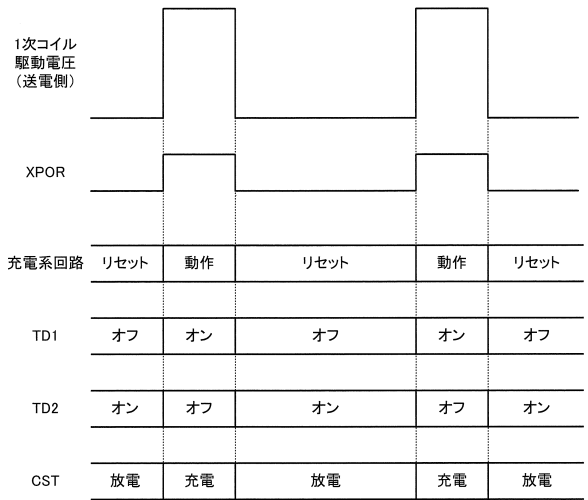 1次コイル
駆動電圧
（送電側）
XPOR
充電系回路 リセット 動作 リセット 動作 リセット
TD1 オフ オン オフ オン オフ
TD2 オン オフ オン オフ オン
CST 放電 充電 放電 充電 放電